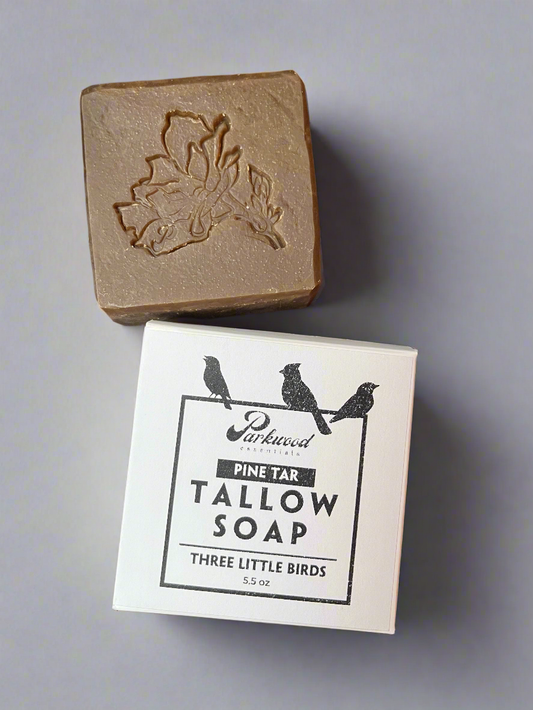 Parkwood
essentials
PINE TAR
TALLOW
SOAP
THREE LITTLE BIRDS
5.5 oz